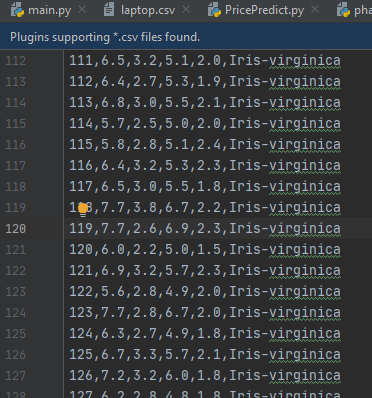 main.py laptop.csv PricePredict.py pha
Plugins supporting *.csv files found.
112 111,6.5,3.2,5.1,2.0,Iris-virginica
113 112,6.4,2.7,5.3,1.9,Iris-virginica
114 113,6.8,3.0,5.5,2.1,Iris-virginica
115 114,5.7,2.5,5.0,2.0,Iris-virginica
116 115,5.8,2.8,5.1,2.4,Iris-virginica
117 116,6.4,3.2,5.3,2.3,Iris-virginica
118 117,6.5,3.0,5.5,1.8,Iris-virginica
119 118,7.7,3.8,6.7,2.2,Iris-virginica
120 119,7.7,2.6,6.9,2.3,Iris-virginica
121 120,6.0,2.2,5.0,1.5,Iris-virginica
122 121,6.9,3.2,5.7,2.3,Iris-virginica
123 122,5.6,2.8,4.9,2.0,Iris-virginica
124 123,7.7,2.8,6.7,2.0,Iris-virginica
125 124,6.3,2.7,4.9,1.8,Iris-virginica
126 125,6.7,3.3,5.7,2.1,Iris-virginica
127 126,7.2,3.2,6.0,1.8,Iris-virginica
127,6.2,2.8,4.8,1.8,Iris-virginica